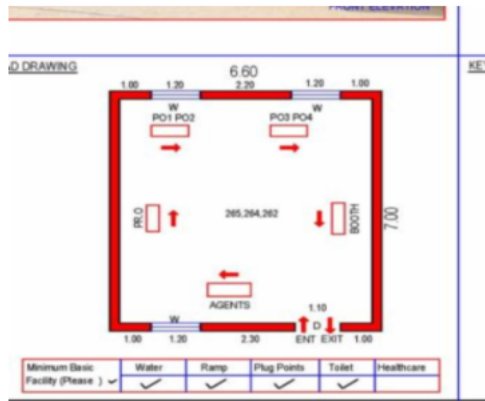 FRONT ELEVATION
D DRAWING
KEY
6.60
1.00 1.20 2.20 1.20 1.00
W W
PO1 PO2 PO3 PO4
PRO
265,264,262
BOOTH
7.00
AGENTS
1.10
W D
ENT EXIT
1.00 1.20 2.30 1.00
Minimum Basic Facility (Please ) ✓ Water Ramp Plug Points Toilet Healthcare
✓ ✓ ✓ ✓